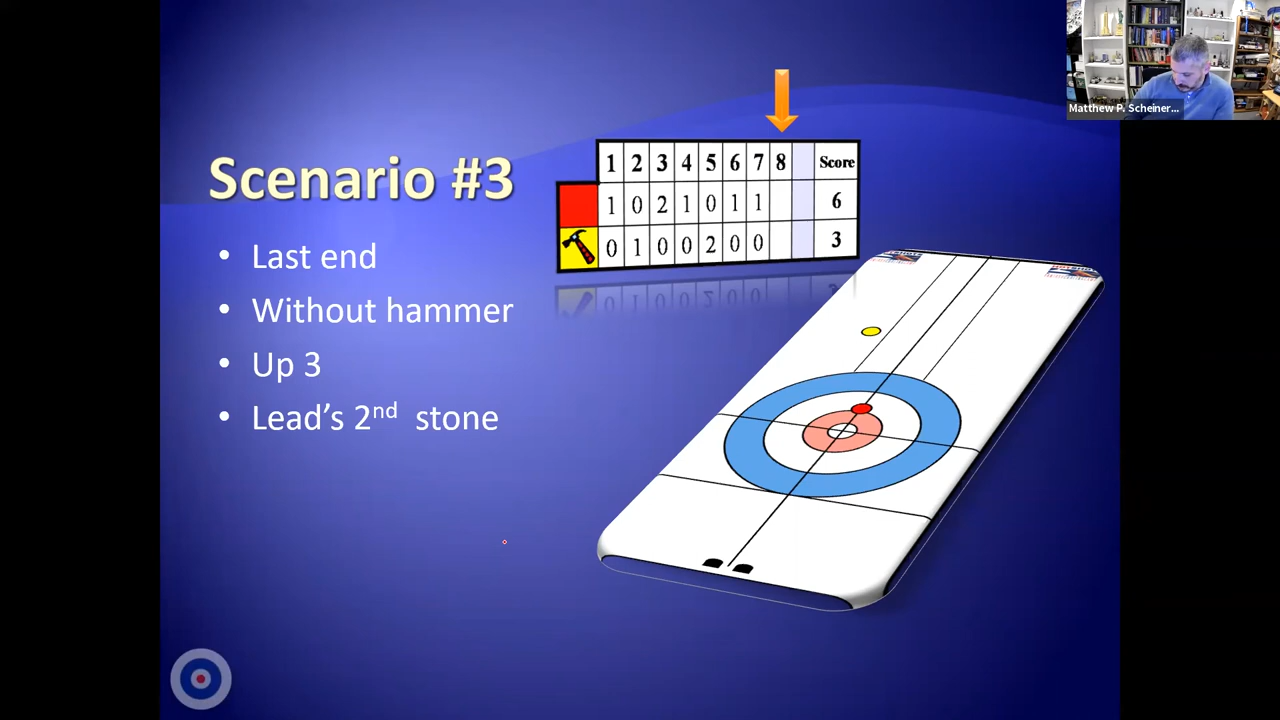 Matthew P. Scheiner...
Scenario #3
1 2 3 4 5 6 7 8 Score
1 0 2 1 0 1 1 6
0 1 0 0 2 0 0 3
• Last end
• Without hammer
• Up 3
• Lead's 2nd stone